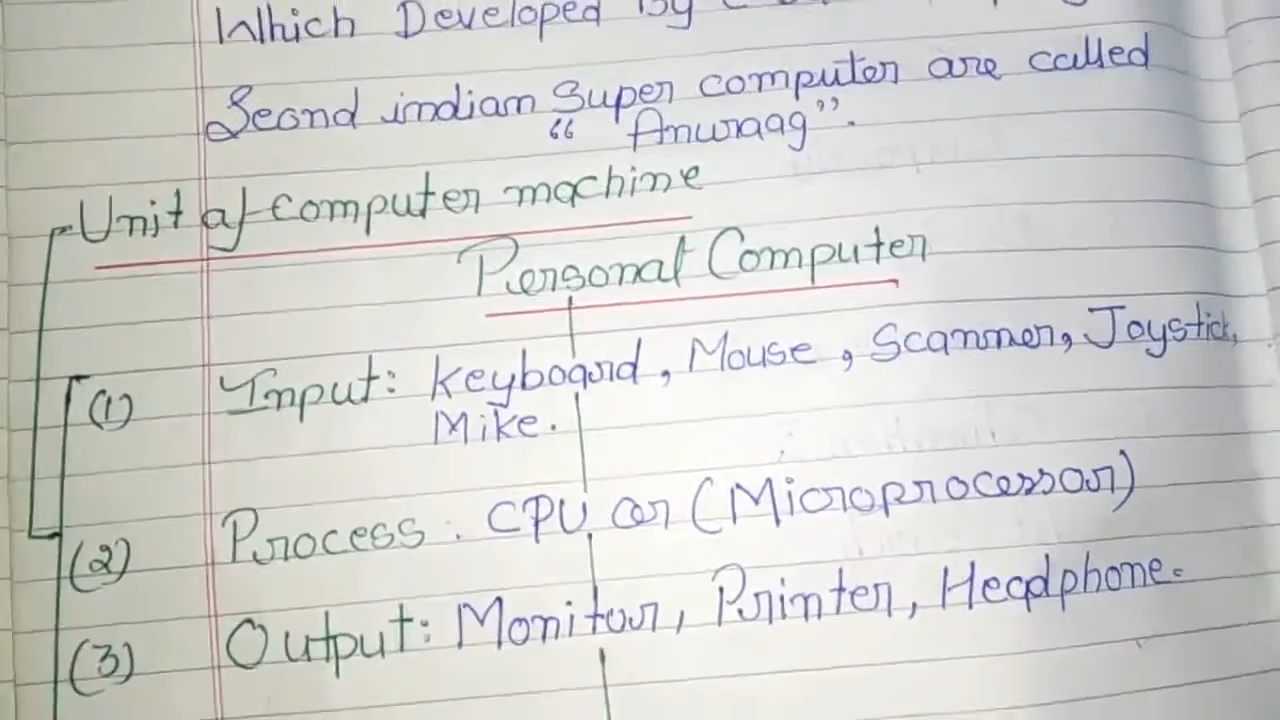 Which Developed By
Seond indian Super computer are called
“ Anuraag”.
Unit of computer machine
Personal Computer
(1) Input: Keyboard, Mouse, Scanner, Joystick,
Mike.
(2) Process: CPU or (Microprocessor)
(3) Output: Monitor, Printer, Headphone.